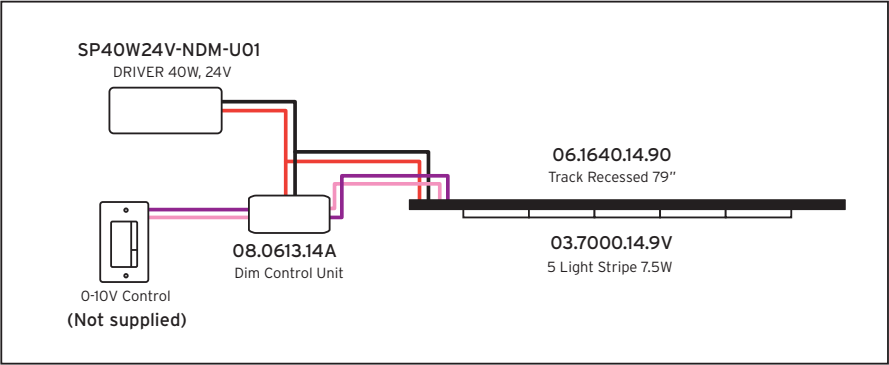 SP40W24V-NDM-U01
DRIVER 40W, 24V
06.1640.14.90
Track Recessed 79”
03.7000.14.9V
5 Light Stripe 7.5W
08.0613.14A
Dim Control Unit
0-10V Control
(Not supplied)